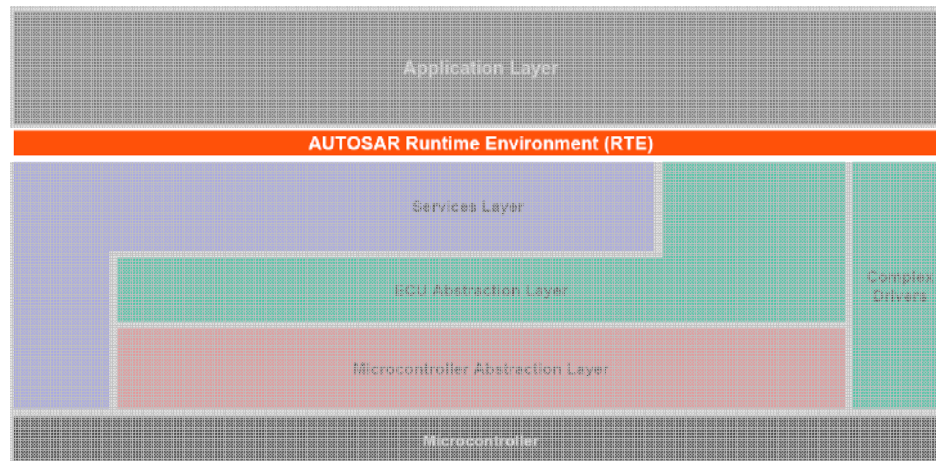 Application Layer
AUTOSAR Runtime Environment (RTE)
Services Layer
ECU Abstraction Layer
Complex
Drivers
Microcontroller Abstraction Layer
Microcontroller